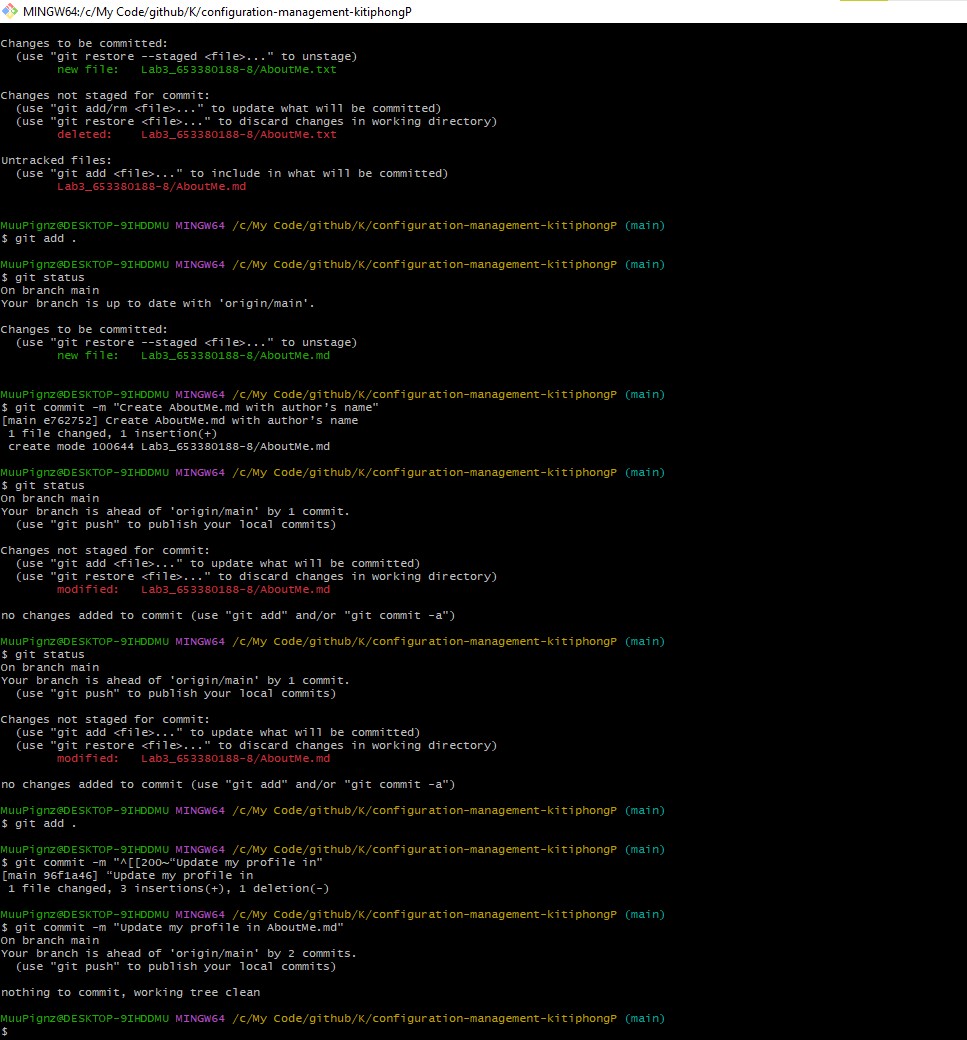 MINGW64:/c/My Code/github/K/configuration-management-kitiphongP
Changes to be committed:
  (use "git restore --staged <file>..." to unstage)
        new file:   Lab3_653380188-8/AboutMe.txt

Changes not staged for commit:
  (use "git add/rm <file>..." to update what will be committed)
  (use "git restore <file>..." to discard changes in working directory)
        deleted:    Lab3_653380188-8/AboutMe.txt

Untracked files:
  (use "git add <file>..." to include in what will be committed)
        Lab3_653380188-8/AboutMe.md


MuuPignz@DESKTOP-9IHDDMU MINGW64 /c/My Code/github/K/configuration-management-kitiphongP (main)
$ git add .

MuuPignz@DESKTOP-9IHDDMU MINGW64 /c/My Code/github/K/configuration-management-kitiphongP (main)
$ git status
On branch main
Your branch is up to date with 'origin/main'.

Changes to be committed:
  (use "git restore --staged <file>..." to unstage)
        new file:   Lab3_653380188-8/AboutMe.md


MuuPignz@DESKTOP-9IHDDMU MINGW64 /c/My Code/github/K/configuration-management-kitiphongP (main)
$ git commit -m "Create AboutMe.md with author's name"
[main e762752] Create AboutMe.md with author's name
 1 file changed, 1 insertion(+)
 create mode 100644 Lab3_653380188-8/AboutMe.md

MuuPignz@DESKTOP-9IHDDMU MINGW64 /c/My Code/github/K/configuration-management-kitiphongP (main)
$ git status
On branch main
Your branch is ahead of 'origin/main' by 1 commit.
  (use "git push" to publish your local commits)

Changes not staged for commit:
  (use "git add <file>..." to update what will be committed)
  (use "git restore <file>..." to discard changes in working directory)
        modified:   Lab3_653380188-8/AboutMe.md

no changes added to commit (use "git add" and/or "git commit -a")

MuuPignz@DESKTOP-9IHDDMU MINGW64 /c/My Code/github/K/configuration-management-kitiphongP (main)
$ git status
On branch main
Your branch is ahead of 'origin/main' by 1 commit.
  (use "git push" to publish your local commits)

Changes not staged for commit:
  (use "git add <file>..." to update what will be committed)
  (use "git restore <file>..." to discard changes in working directory)
        modified:   Lab3_653380188-8/AboutMe.md

no changes added to commit (use "git add" and/or "git commit -a")

MuuPignz@DESKTOP-9IHDDMU MINGW64 /c/My Code/github/K/configuration-management-kitiphongP (main)
$ git add .

MuuPignz@DESKTOP-9IHDDMU MINGW64 /c/My Code/github/K/configuration-management-kitiphongP (main)
$ git commit -m "^[[200~“Update my profile in"
[main 96f1a46] “Update my profile in
 1 file changed, 3 insertions(+), 1 deletion(-)

MuuPignz@DESKTOP-9IHDDMU MINGW64 /c/My Code/github/K/configuration-management-kitiphongP (main)
$ git commit -m "Update my profile in AboutMe.md"
On branch main
Your branch is ahead of 'origin/main' by 2 commits.
  (use "git push" to publish your local commits)

nothing to commit, working tree clean

MuuPignz@DESKTOP-9IHDDMU MINGW64 /c/My Code/github/K/configuration-management-kitiphongP (main)
$